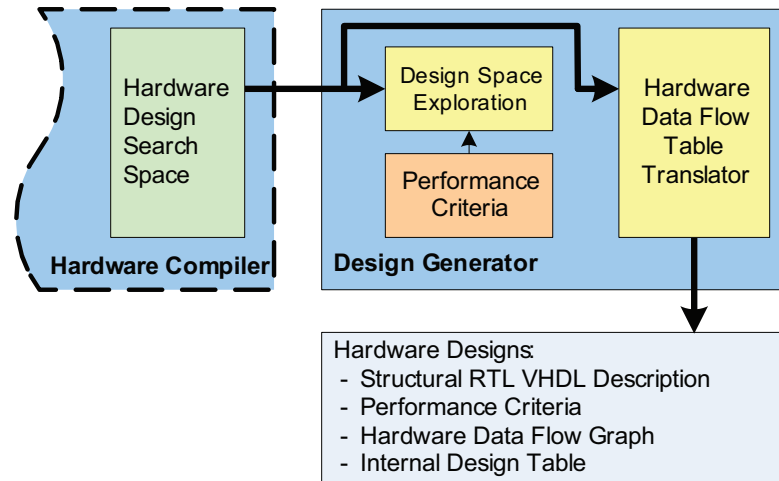 Hardware
Design
Search
Space
Hardware Compiler
Design Space
Exploration
Performance
Criteria
Design Generator
Hardware
Data Flow
Table
Translator
Hardware Designs:
- Structural RTL VHDL Description
- Performance Criteria
- Hardware Data Flow Graph
- Internal Design Table